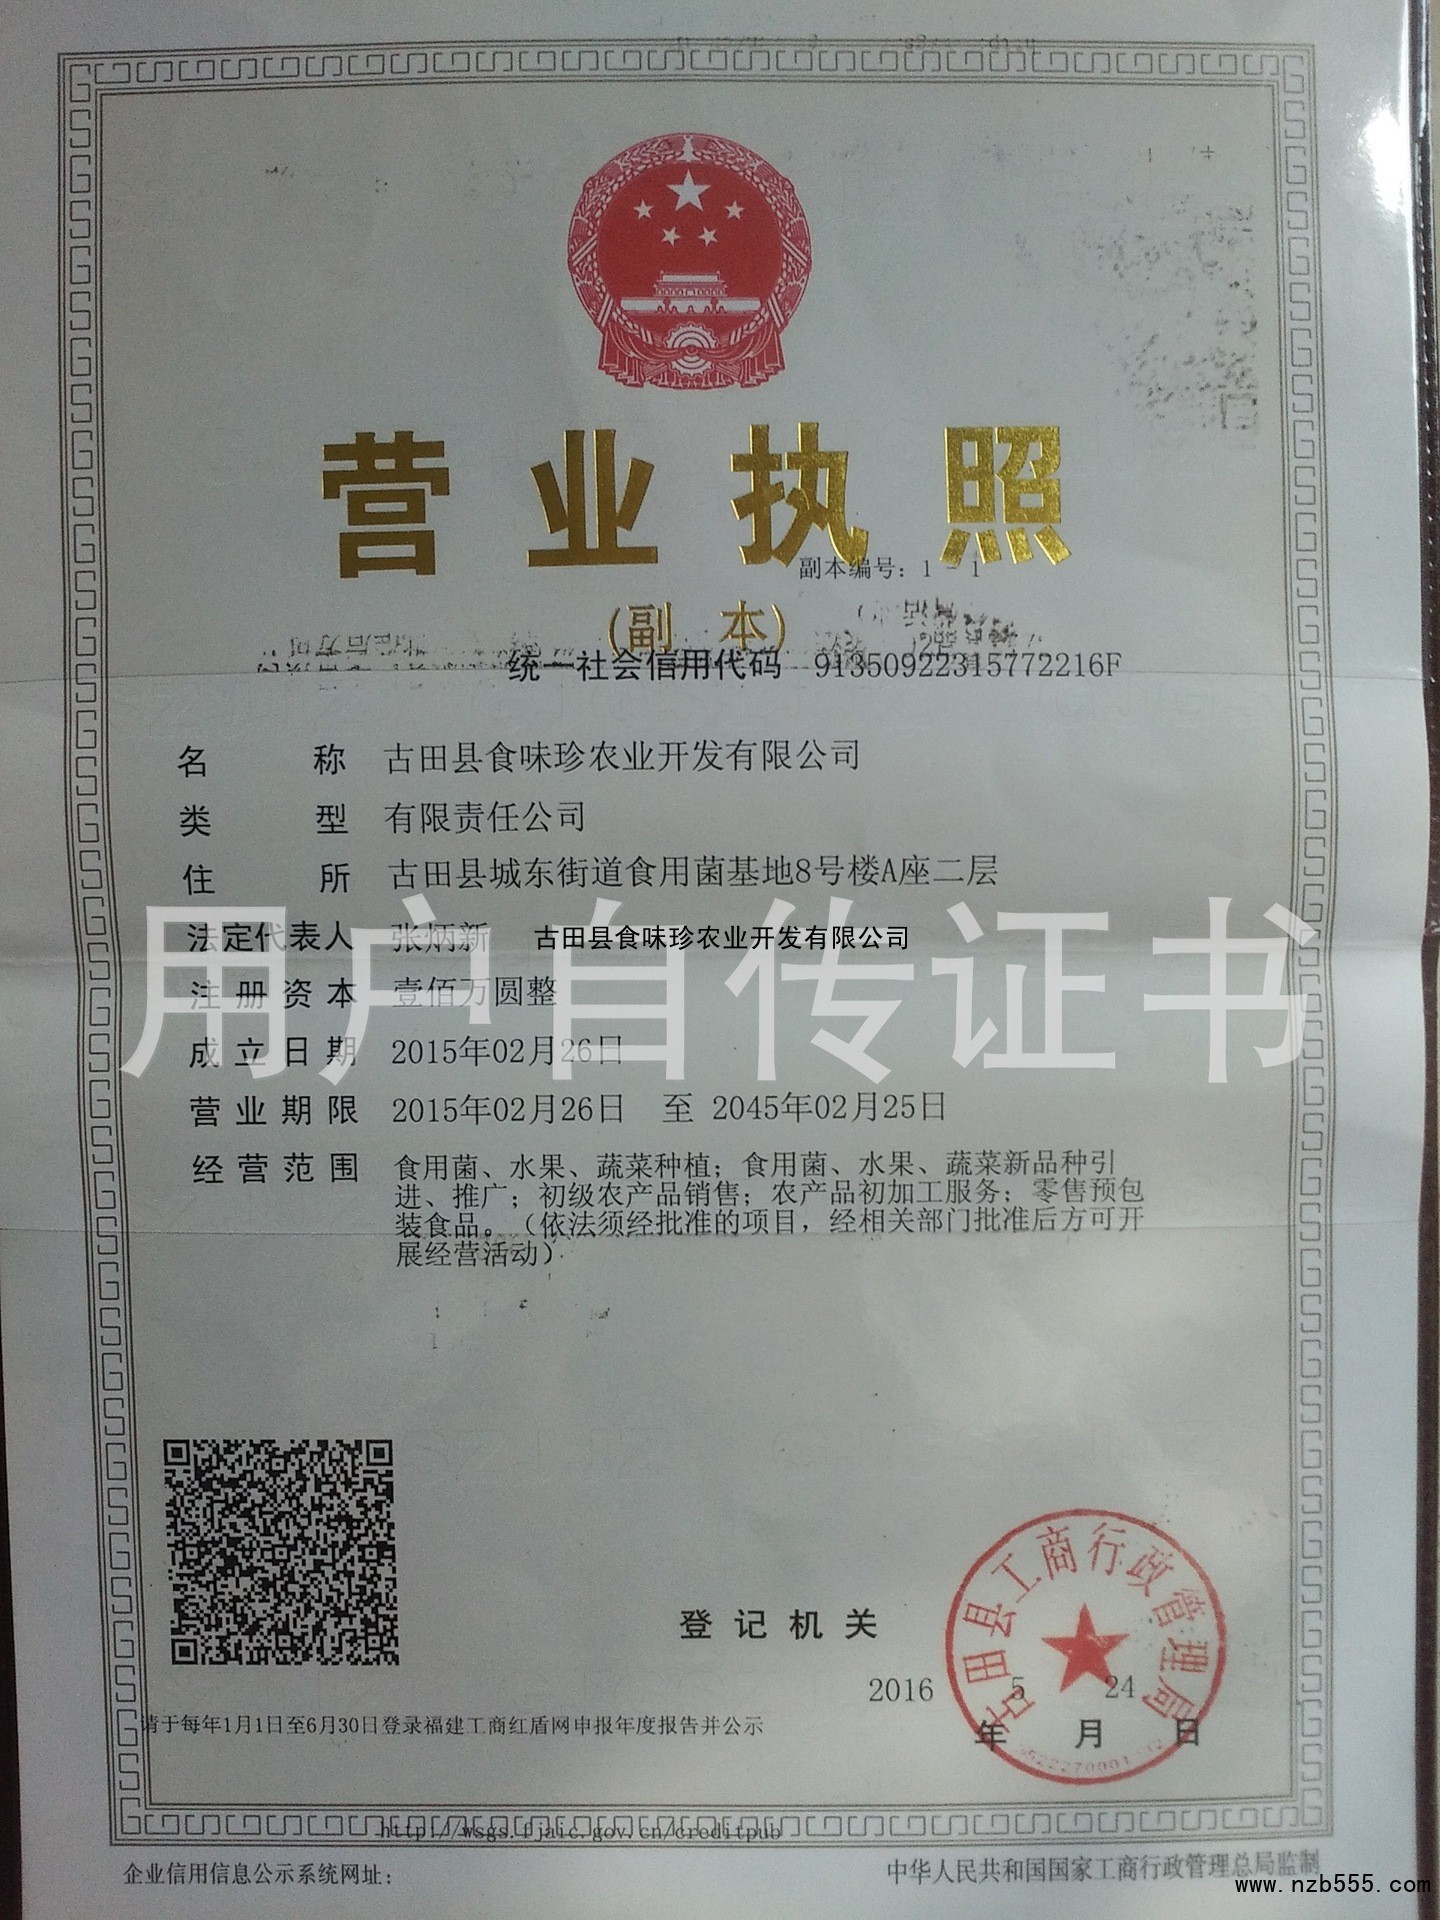 营业执照
副本编号：1-1
(副 本)
统一社会信用代码 91350922315772216F
名称 古田县食味珍农业开发有限公司
类型 有限责任公司
住所 古田县城东街道食用菌基地8号楼A座二层
法定代表人 张炳新
古田县食味珍农业开发有限公司
用户自传证书
注册资本 壹佰万圆整
成立日期 2015年02月26日
营业期限 2015年02月26日 至 2045年02月25日
经营范围 食用菌、水果、蔬菜种植；食用菌、水果、蔬菜新品种引
进、推广；初级农产品销售；农产品初加工服务；零售预包
装食品。（依法须经批准的项目，经相关部门批准后方可开
展经营活动）
登记机关
古田县工商行政管理局
2016 5 24
年 月 日
请于每年1月1日至6月30日登录福建工商红盾网申报年度报告并公示
http://wsgs.fjaic.gov.cn/creditpub
企业信用信息公示系统网址：
中华人民共和国国家工商行政管理总局监制
www.nzb555.com